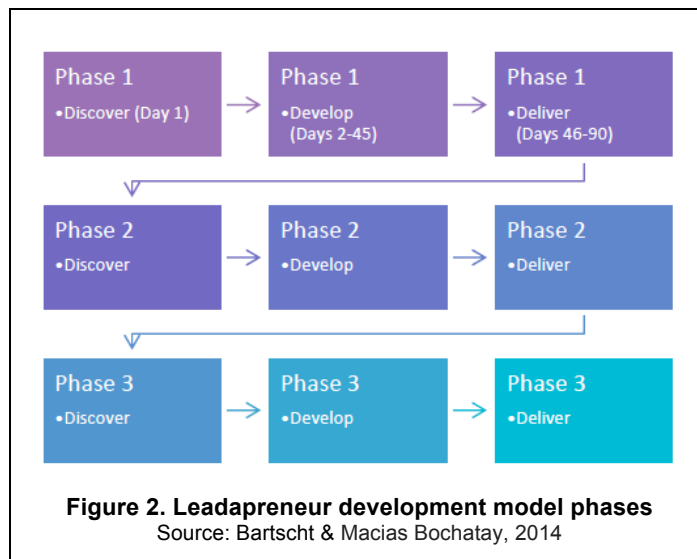 Phase 1
•Discover (Day 1)
Phase 1
•Develop
(Days 2-45)
Phase 1
•Deliver
(Days 46-90)
Phase 2
•Discover
Phase 2
•Develop
Phase 2
•Deliver
Phase 3
•Discover
Phase 3
•Develop
Phase 3
•Deliver
Figure 2. Leadapreneur development model phases
Source: Bartscht & Macias Bochatay, 2014